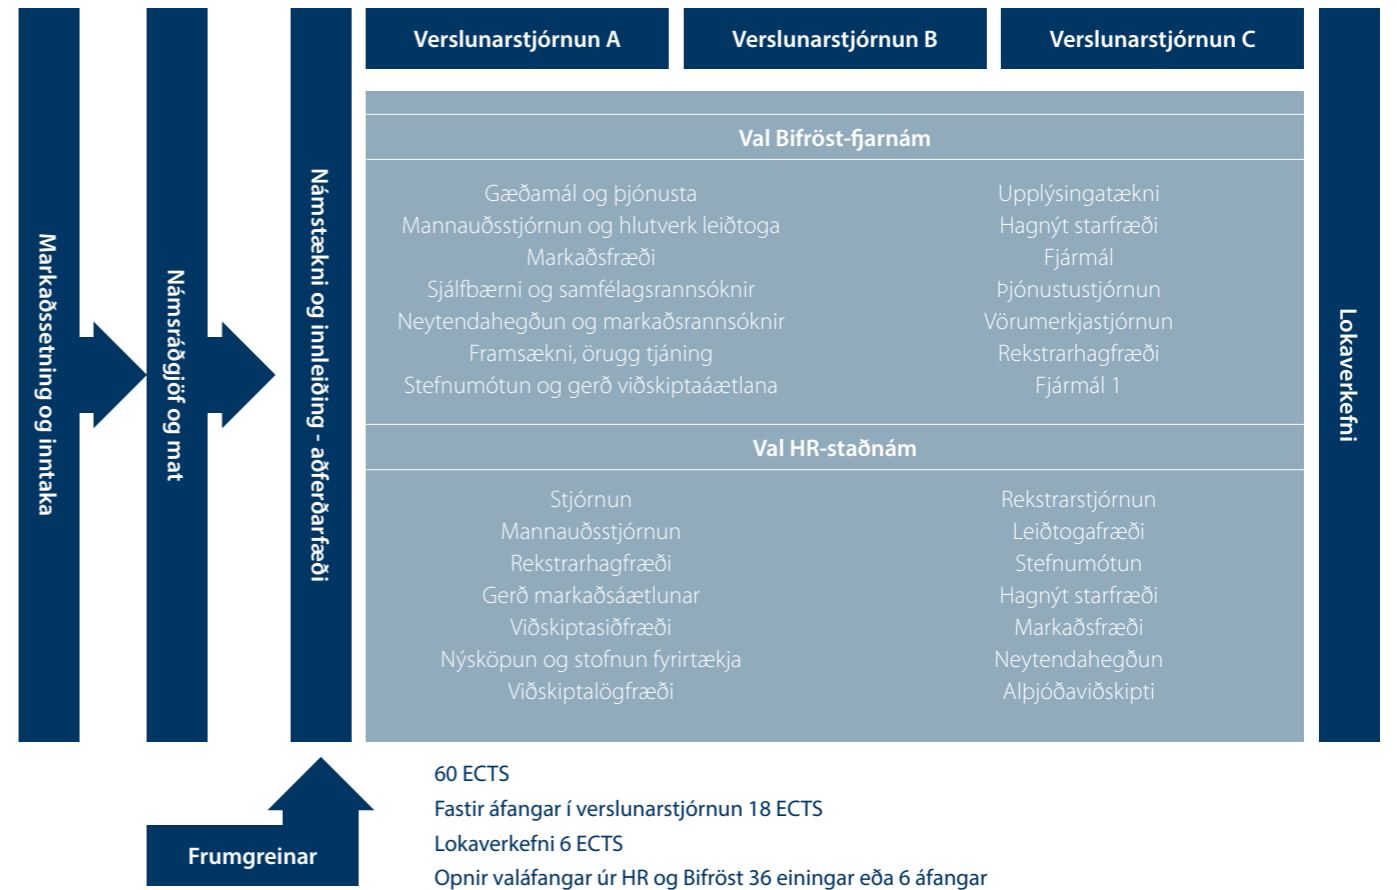 Markaðssetning og inntaka
Námsráðgjöf og mat
Námstækni og innleiðing - aðferðarfæði
Verslunarstjórnun A
Verslunarstjórnun B
Verslunarstjórnun C
Val Bifröst-fjarnám
Gæðamál og þjónusta
Mannauðsstjórnun og hlutverk leiðtoga
Markaðsfræði
Sjálfbærni og samfélagsrannsóknir
Neytendahegðun og markaðsrannsóknir
Framsækni, örugg tjáning
Stefnumótun og gerð viðskiptaáætlana
Upplýsingatækni
Hagnýt starfræði
Fjármál
Þjónustustjórnun
Vörumerkjastjórnun
Rekstrarhagfræði
Fjármál 1
Val HR-staðnám
Stjórnun
Mannauðsstjórnun
Rekstrarhagfræði
Gerð markaðsáætlunar
Viðskiptasiðfræði
Nýsköpun og stofnun fyrirtækja
Viðskiptalögfræði
Rekstrarstjórnun
Leiðtogafræði
Stefnumótun
Hagnýt starfræði
Markaðsfræði
Neytendahegðun
Alþjóðaviðskipti
Lokaverkefni
Frumgreinar
60 ECTS
Fastir áfangar í verslunarstjórnun 18 ECTS
Lokaverkefni 6 ECTS
Opnir valáfangar úr HR og Bifröst 36 einingar eða 6 áfangar